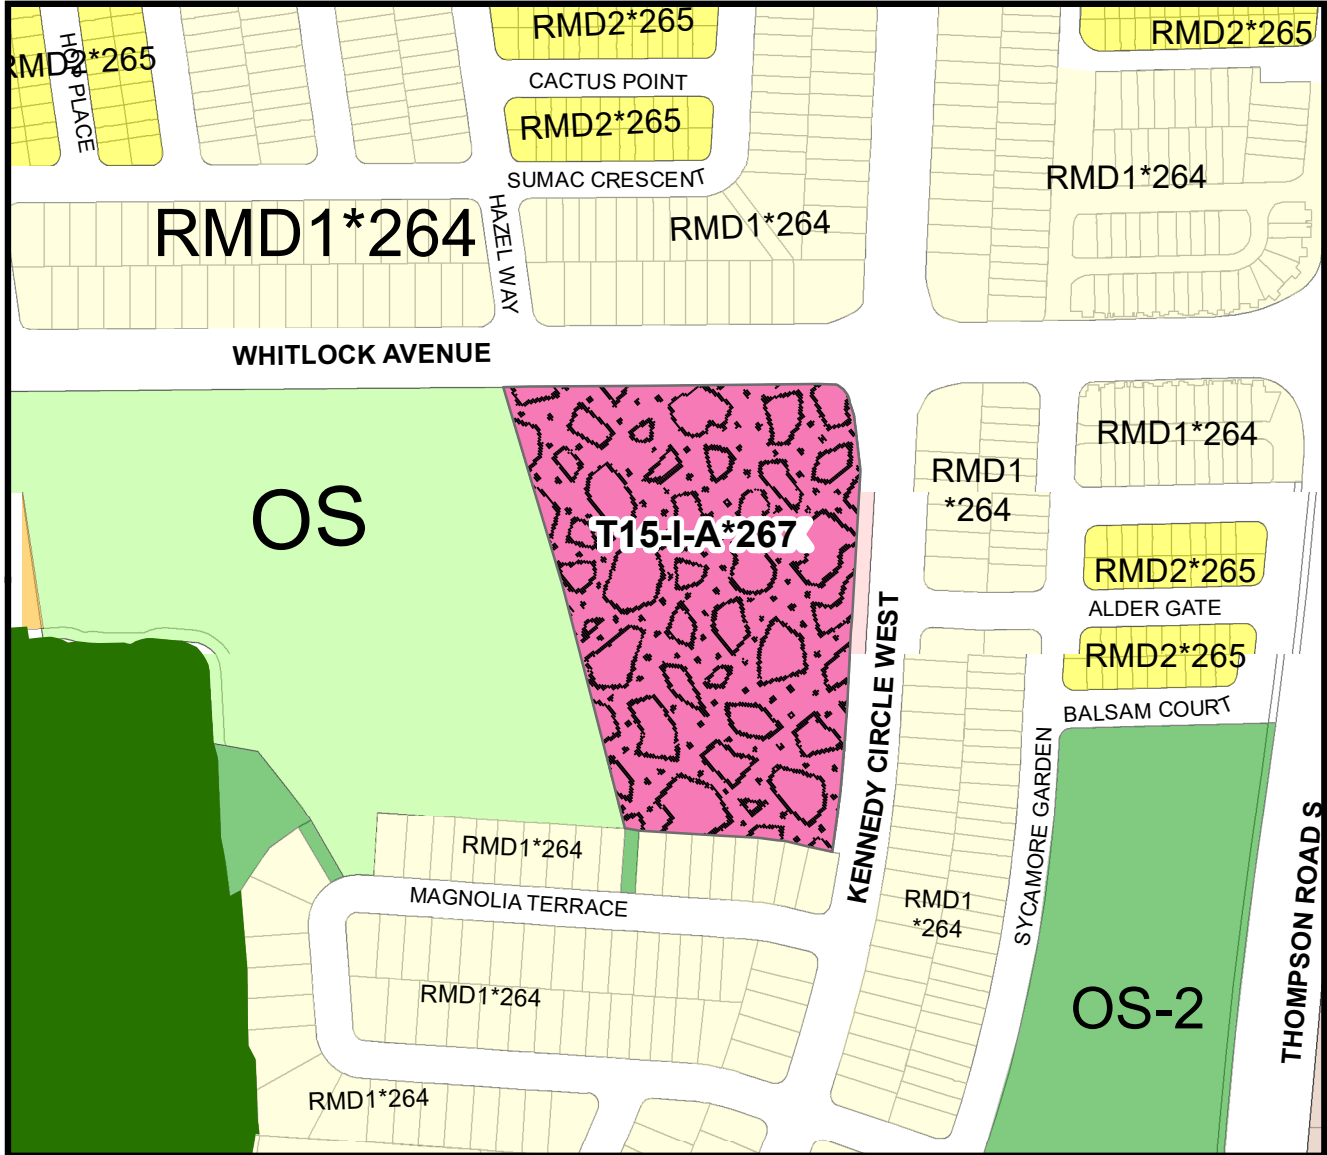 RMD2*265
RMD2*265
HOP PLACE
RMD2*265
CACTUS POINT
RMD2*265
SUMAC CRESCENT
RMD1*264
RMD1*264
HAZEL WAY
RMD1*264
WHITLOCK AVENUE
RMD1*264
RMD1
*264
OS
T15-I-A*267
RMD2*265
ALDER GATE
RMD2*265
BALSAM COURT
KENNEDY CIRCLE WEST
SYCAMORE GARDEN
RMD1*264
MAGNOLIA TERRACE
RMD1
*264
RMD1*264
OS-2
THOMPSON ROAD S
RMD1*264